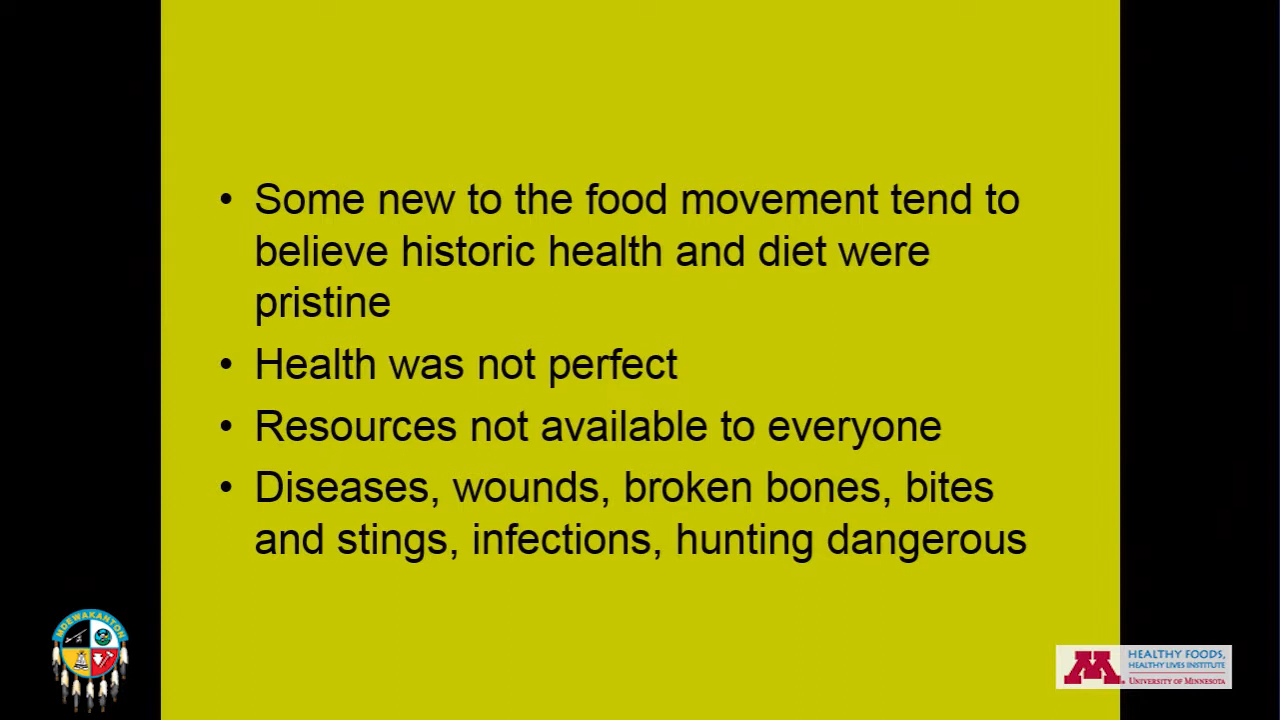 • Some new to the food movement tend to
believe historic health and diet were
pristine
• Health was not perfect
• Resources not available to everyone
• Diseases, wounds, broken bones, bites
and stings, infections, hunting dangerous
MDEWAKANTON
M.
HEALTHY FOODS,
HEALTHY LIVES INSTITUTE
UNIVERSITY OF MINNESOTA